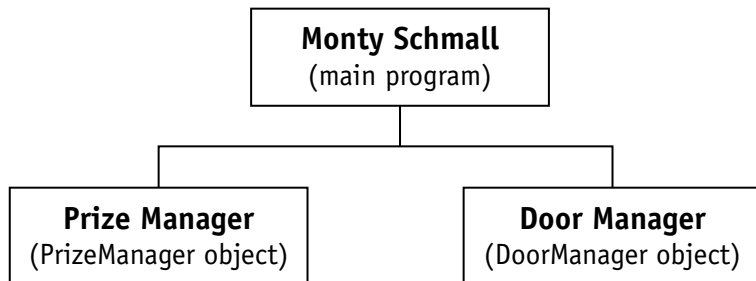 Monty Schmall
(main program)
Prize Manager
(PrizeManager object)
Door Manager
(DoorManager object)